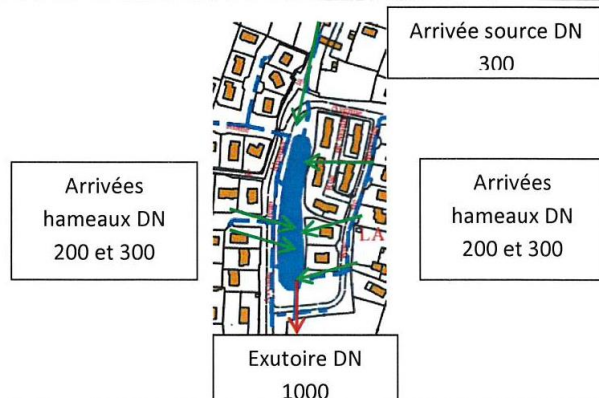 Arrivée source DN
300
Arrivées
hameaux DN
200 et 300
Arrivées
hameaux DN
200 et 300
LA
Exutoire DN
1000